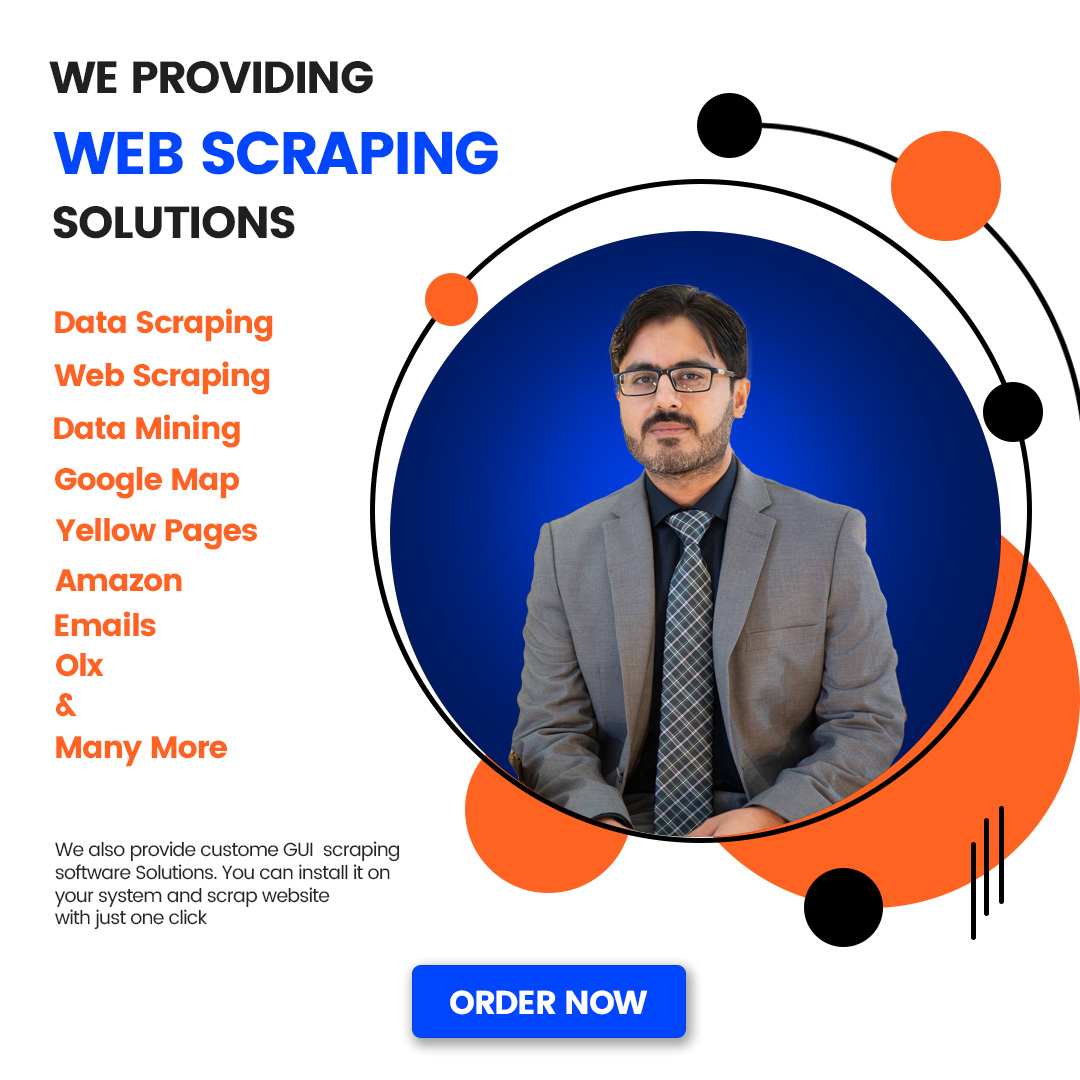 WE PROVIDING
WEB SCRAPING
SOLUTIONS
Data Scraping
Web Scraping
Data Mining
Google Map
Yellow Pages
Amazon
Emails
Olx
&
Many More
We also provide custome GUI  scraping
software Solutions. You can install it on
your system and scrap website
with just one click
ORDER NOW